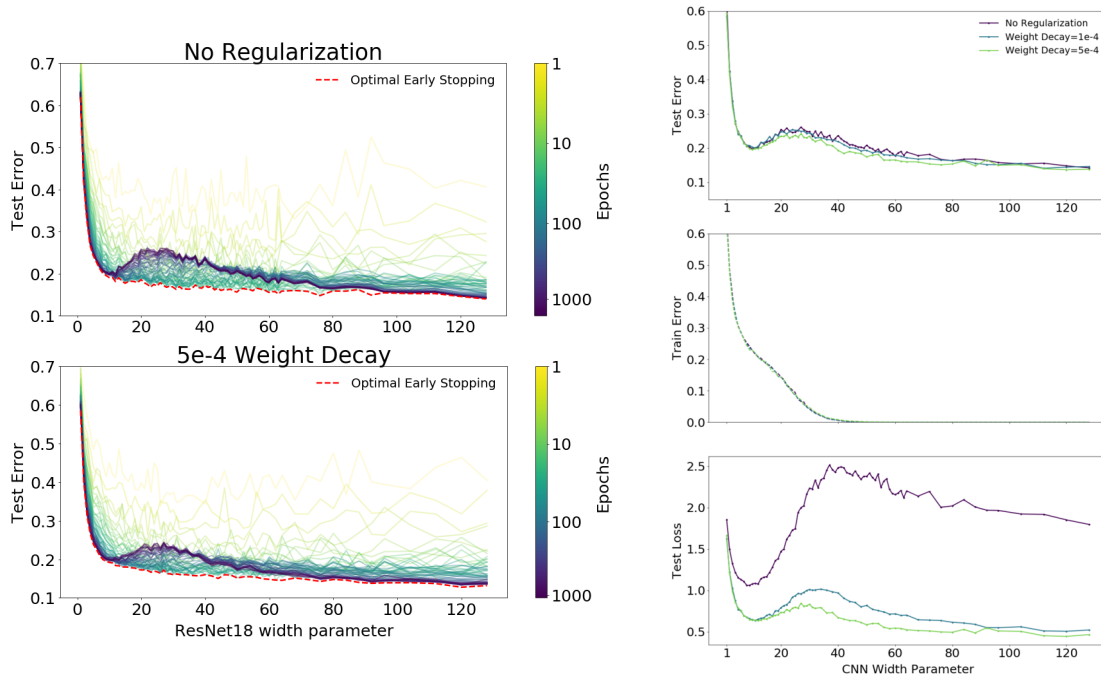 No Regularization
0.7
0.6
0.5
0.4
0.3
0.2
0.1
Test Error
0 20 40 60 80 100 120
Optimal Early Stopping
1
10
100
1000
Epochs
5e-4 Weight Decay
0.7
0.6
0.5
0.4
0.3
0.2
0.1
Test Error
0 20 40 60 80 100 120
ResNet18 width parameter
Optimal Early Stopping
1
10
100
1000
Epochs
0.6
0.5
0.4
0.3
0.2
0.1
Test Error
1 20 40 60 80 100 120
No Regularization
Weight Decay=1e-4
Weight Decay=5e-4
0.6
0.5
0.4
0.3
0.2
0.1
0.0
Train Error
2.5
2.0
1.5
1.0
0.5
Test Loss
1 20 40 60 80 100 120
CNN Width Parameter